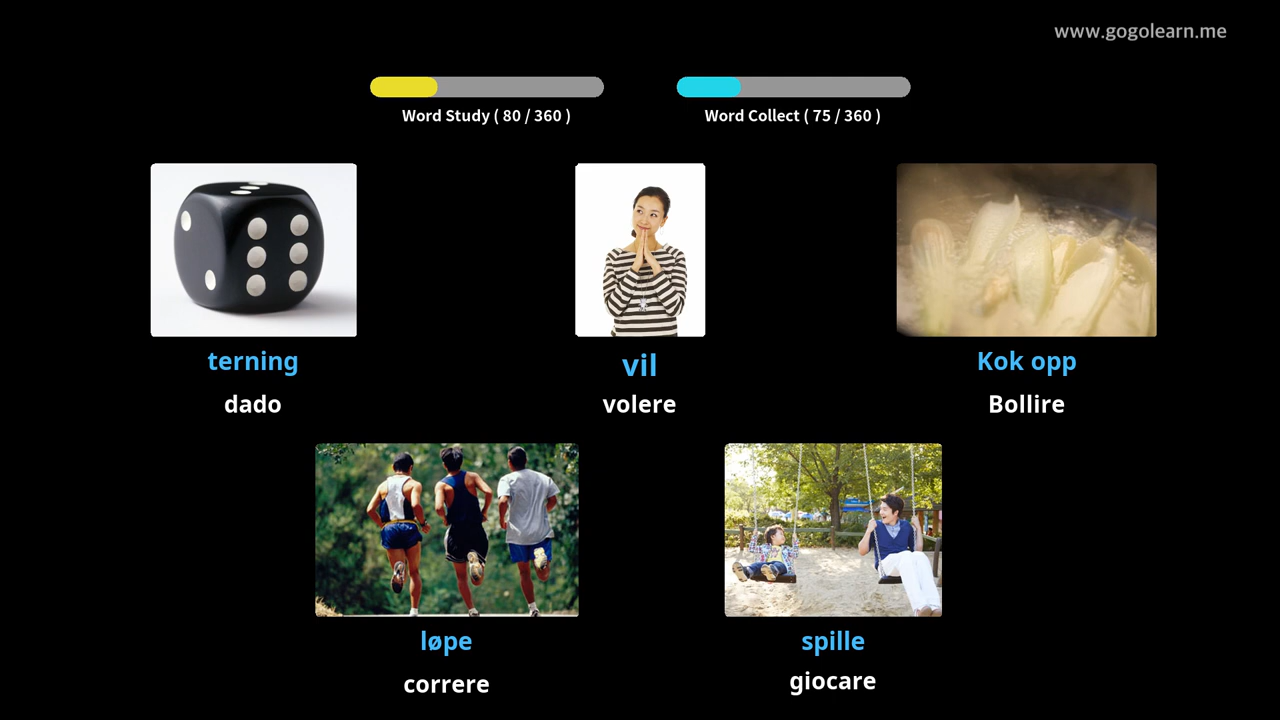 www.gogolearn.me
Word Study ( 80 / 360 )
Word Collect ( 75 / 360 )
terning
dado
vil
volere
Kok opp
Bollire
løpe
correre
spille
giocare